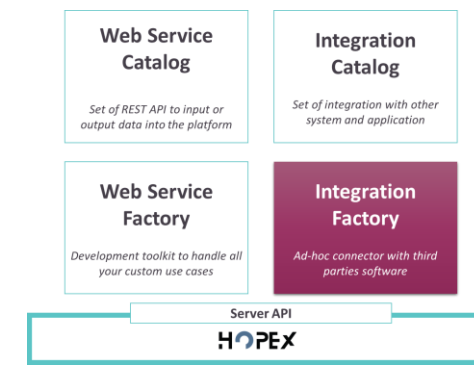 Web Service
Catalog
Set of REST API to input or
output data into the platform
Integration
Catalog
Set of integration with other
system and application
Web Service
Factory
Development toolkit to handle all
your custom use cases
Integration
Factory
Ad-hoc connector with third
parties software
Server API
HOPEX